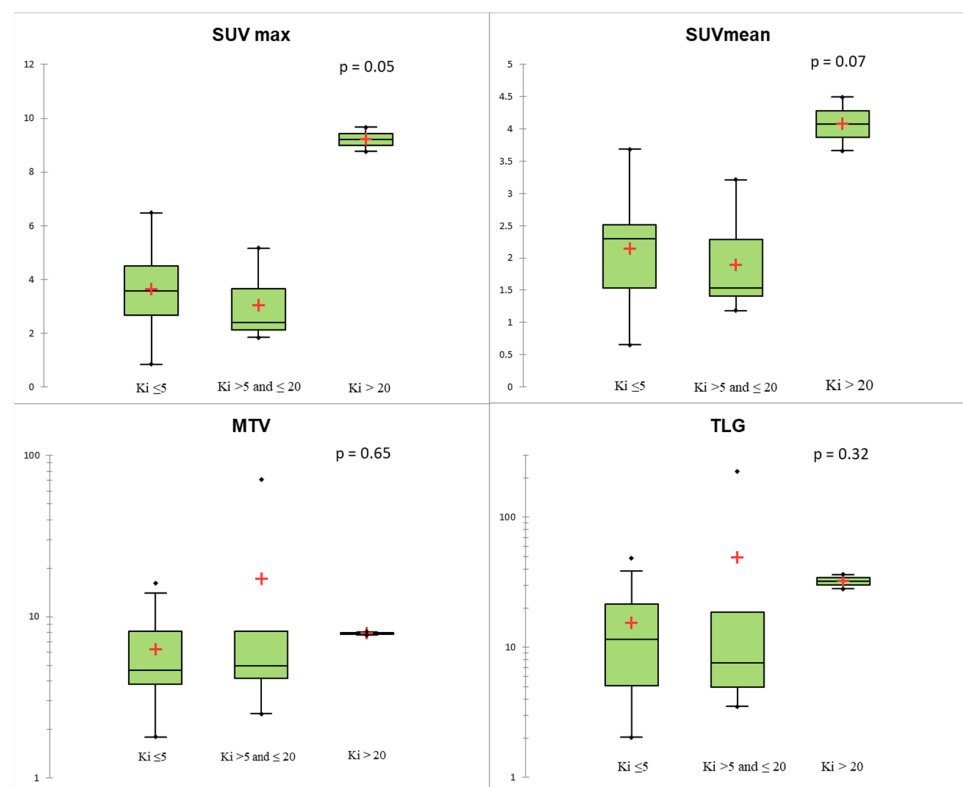 SUV max
p = 0.05
12
10
8
6
4
2
0
Ki ≤5
Ki >5 and ≤ 20
Ki > 20
SUVmean
p = 0.07
5
4.5
4
3.5
3
2.5
2
1.5
1
0.5
0
Ki ≤5
Ki >5 and ≤ 20
Ki > 20
MTV
p = 0.65
100
10
1
Ki ≤5
Ki >5 and ≤ 20
Ki > 20
TLG
p = 0.32
100
10
1
Ki ≤5
Ki >5 and ≤ 20
Ki > 20